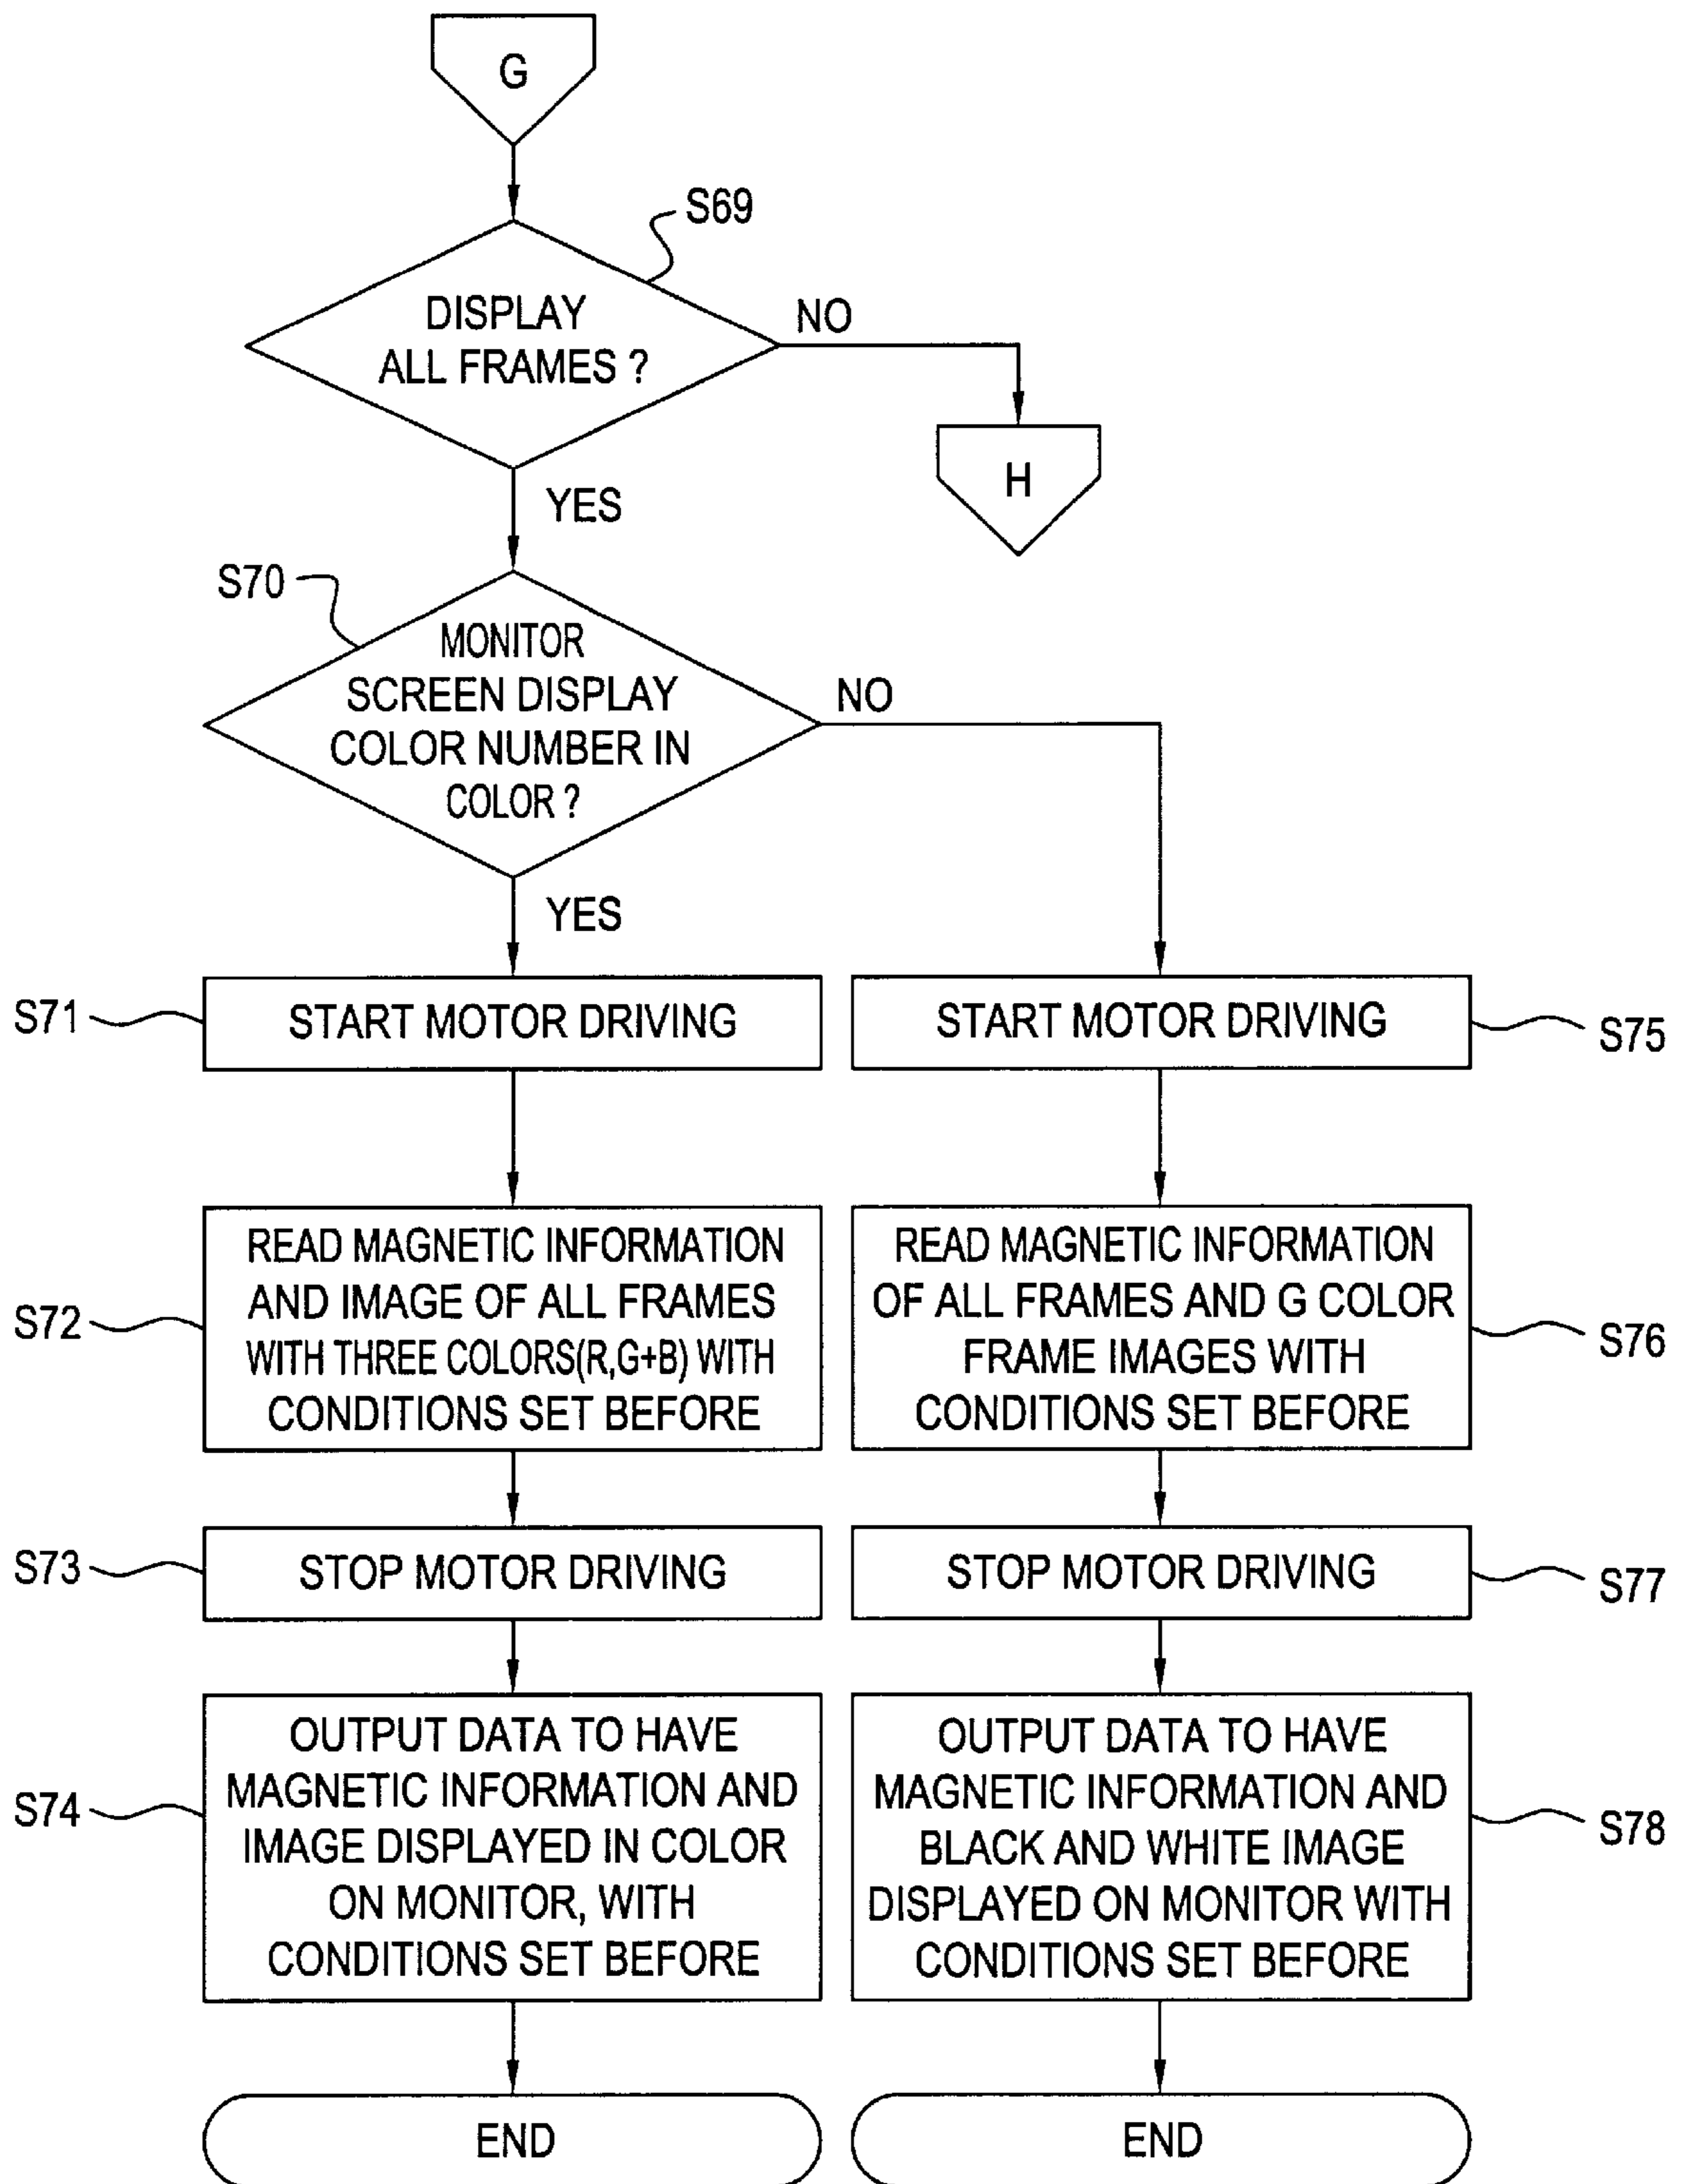 G
S69
DISPLAY
ALL FRAMES ?
NO
H
YES
S70
MONITOR
SCREEN DISPLAY
COLOR NUMBER IN
COLOR ?
NO
YES
S71
START MOTOR DRIVING
START MOTOR DRIVING
S75
S72
READ MAGNETIC INFORMATION
AND IMAGE OF ALL FRAMES
WITH THREE COLORS(R,G+B) WITH
CONDITIONS SET BEFORE
READ MAGNETIC INFORMATION
OF ALL FRAMES AND G COLOR
FRAME IMAGES WITH
CONDITIONS SET BEFORE
S76
S73
STOP MOTOR DRIVING
STOP MOTOR DRIVING
S77
S74
OUTPUT DATA TO HAVE
MAGNETIC INFORMATION AND
IMAGE DISPLAYED IN COLOR
ON MONITOR, WITH
CONDITIONS SET BEFORE
OUTPUT DATA TO HAVE
MAGNETIC INFORMATION AND
BLACK AND WHITE IMAGE
DISPLAYED ON MONITOR WITH
CONDITIONS SET BEFORE
S78
END
END